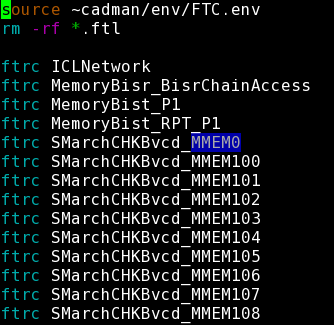 source ~cadman/env/FTC.env
rm -rf *.ftl

ftrc ICLNetwork
ftrc MemoryBisr_BisrChainAccess
ftrc MemoryBist_P1
ftrc MemoryBist_RPT_P1
ftrc SMarchCHKBvcd_MMEM0
ftrc SMarchCHKBvcd_MMEM100
ftrc SMarchCHKBvcd_MMEM101
ftrc SMarchCHKBvcd_MMEM102
ftrc SMarchCHKBvcd_MMEM103
ftrc SMarchCHKBvcd_MMEM104
ftrc SMarchCHKBvcd_MMEM105
ftrc SMarchCHKBvcd_MMEM106
ftrc SMarchCHKBvcd_MMEM107
ftrc SMarchCHKBvcd_MMEM108